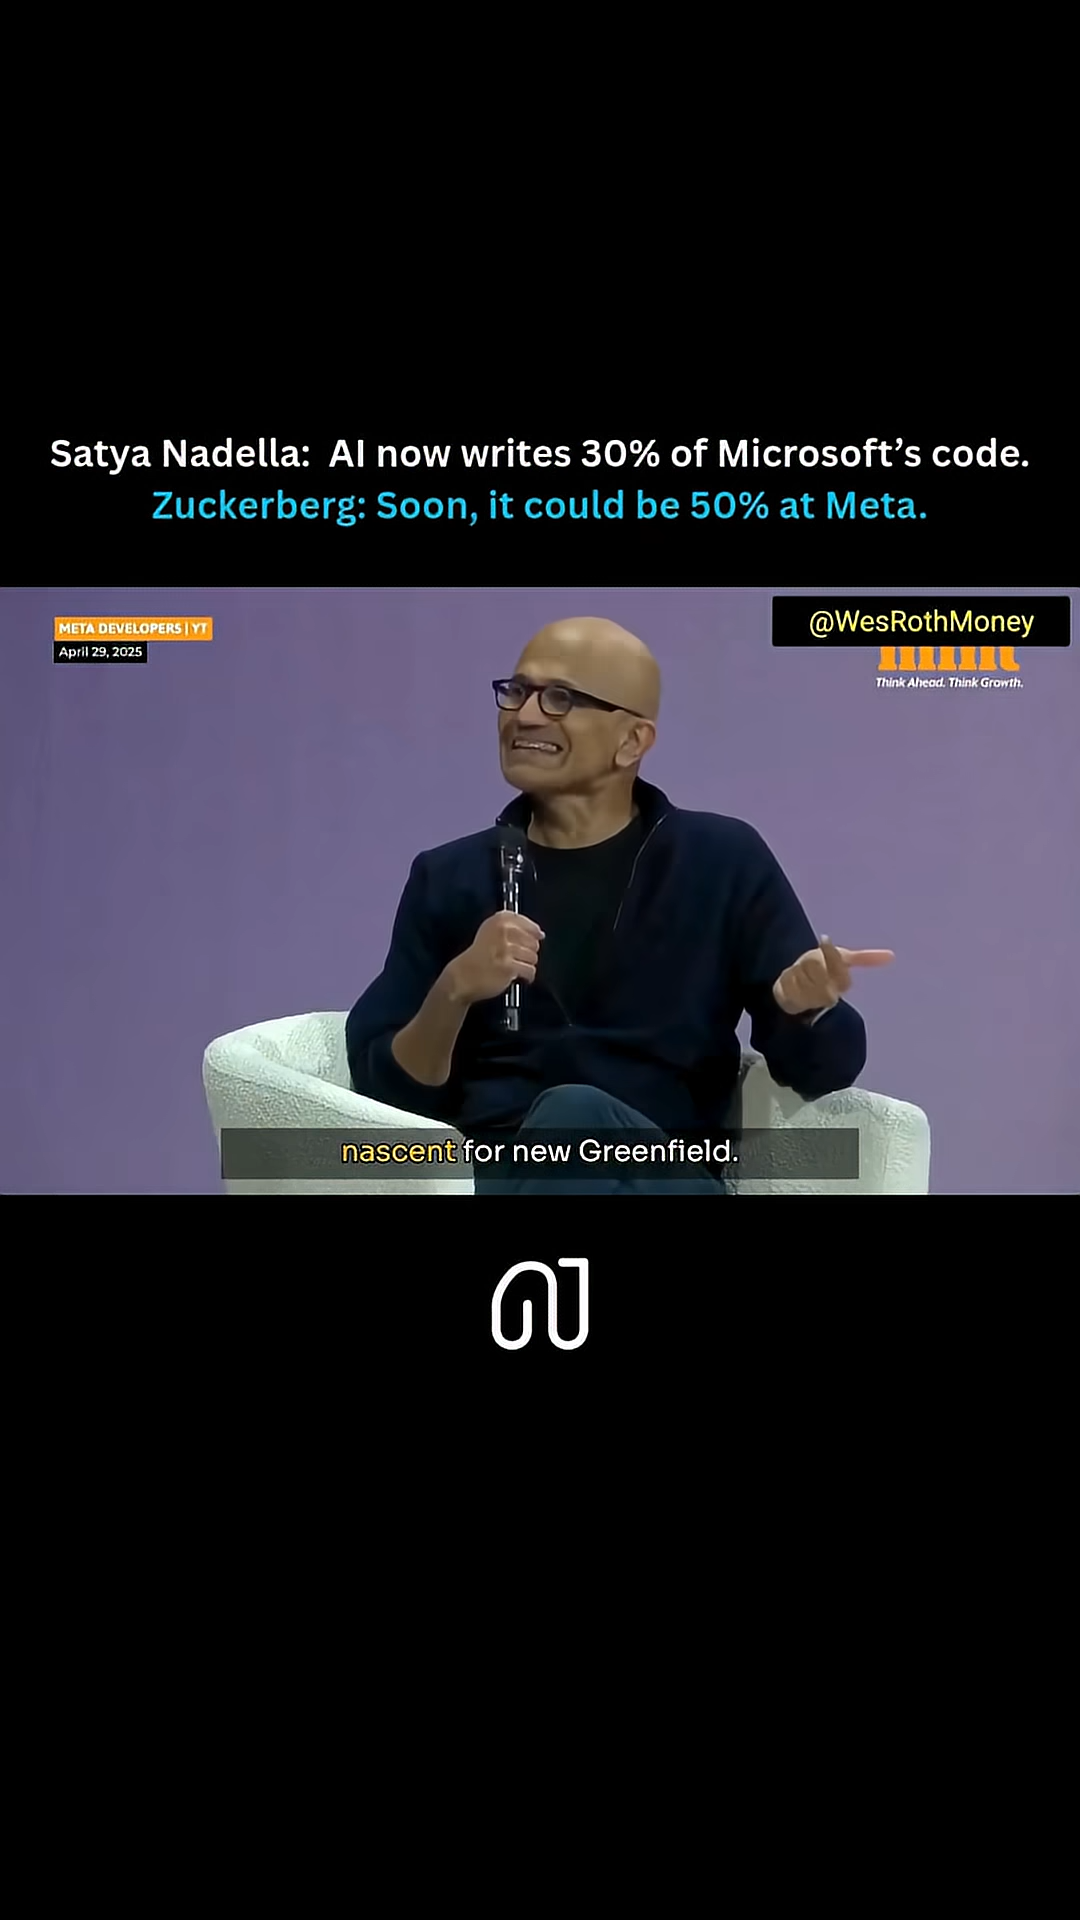 Satya Nadella: AI now writes 30% of Microsoft’s code.
Zuckerberg: Soon, it could be 50% at Meta.
META DEVELOPERS | YT
April 29, 2025
@WesRothMoney
Think Ahead. Think Growth.
nascent for new Greenfield.